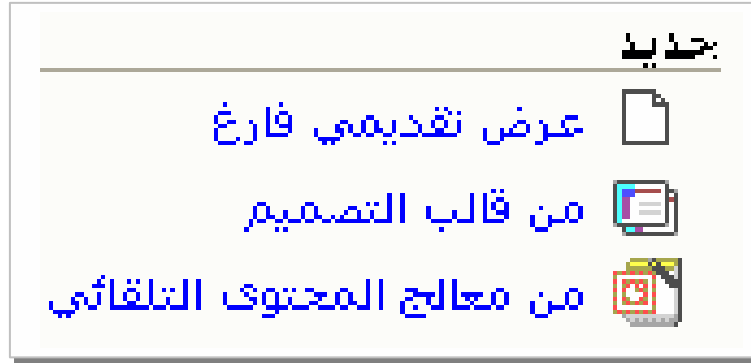 جديد
عرض تقديمي فارغ
من قالب التصميم
من معالج المحتوى التلقائي